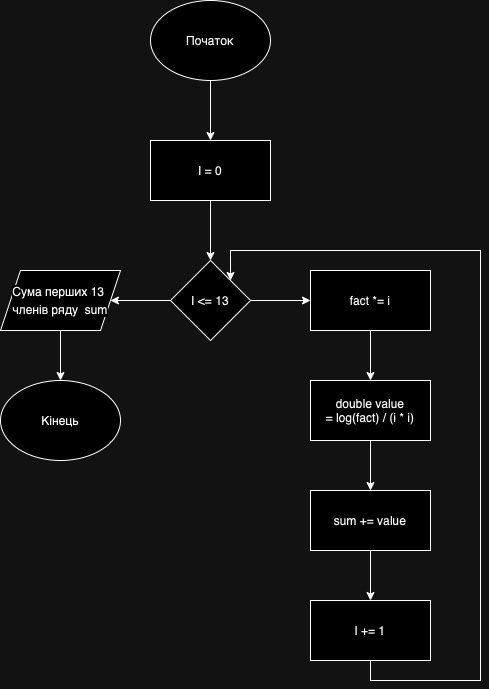 Початок
I = 0
I <= 13
Сума перших 13
членів ряду sum
fact *= i
Кінець
double value
= log(fact) / (i * i)
sum += value
I += 1